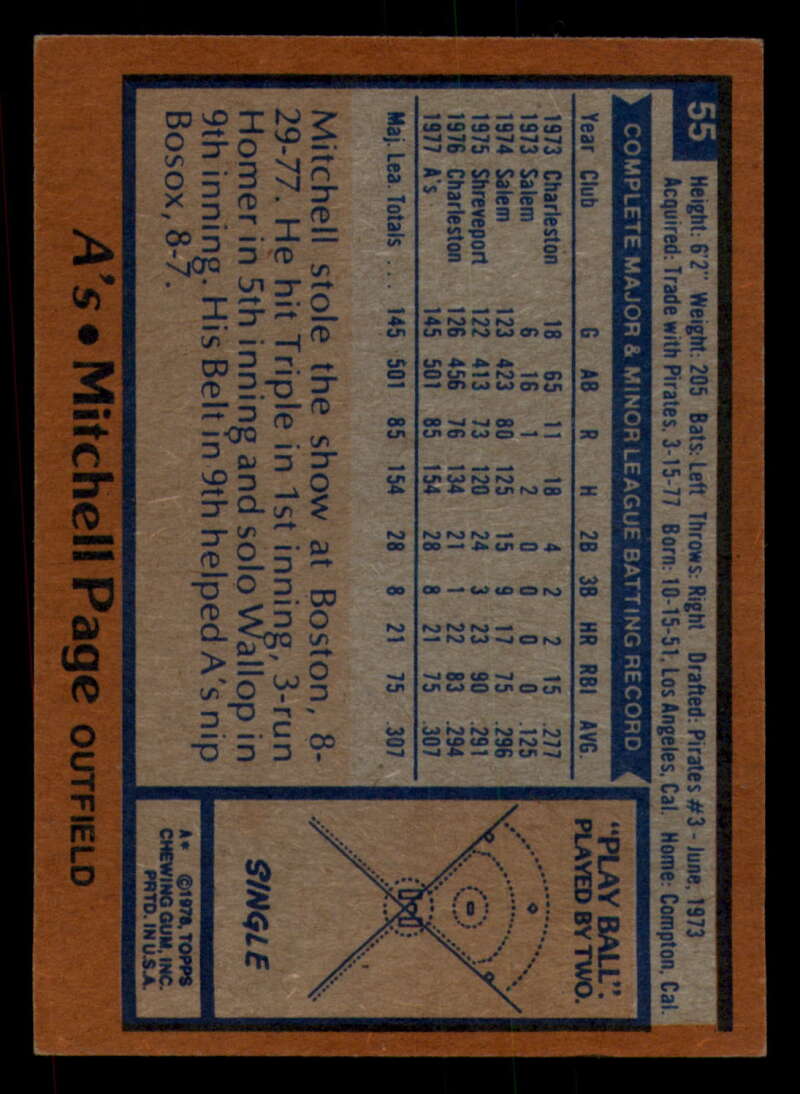 55
Height: 6'2" Weight: 205 Bats: Left Throws: Right Drafted: Pirates #3 - June, 1973
Acquired: Trade with Pirates, 3-15-77 Born: 10-15-51, Los Angeles, Cal. Home: Compton, Cal.
COMPLETE MAJOR & MINOR LEAGUE BATTING RECORD
Year Club G AB R H 2B 3B HR RBI AVG.
1973 Charleston 18 65 11 18 4 2 2 15 .277
1973 Salem 6 16 1 2 0 0 0 0 .125
1974 Salem 123 423 80 125 15 9 17 75 .296
1975 Shreveport 122 413 73 120 24 3 23 90 .291
1976 Charleston 126 456 76 134 21 1 22 83 .294
1977 A's 145 501 85 154 28 8 21 75 .307
Maj. Lea. Totals ... 145 501 85 154 28 8 21 75 .307
Mitchell stole the show at Boston, 8-
29-77. He hit Triple in 1st inning, 3-run
Homer in 5th inning and solo Wallop in
9th inning. His Belt in 9th helped A's nip
Bosox, 8-7.
"PLAY BALL".
PLAYED BY TWO.
SINGLE
A* ©1978, TOPPS
CHEWING GUM, INC.
PRTD. IN U.S.A.
A's • Mitchell Page OUTFIELD